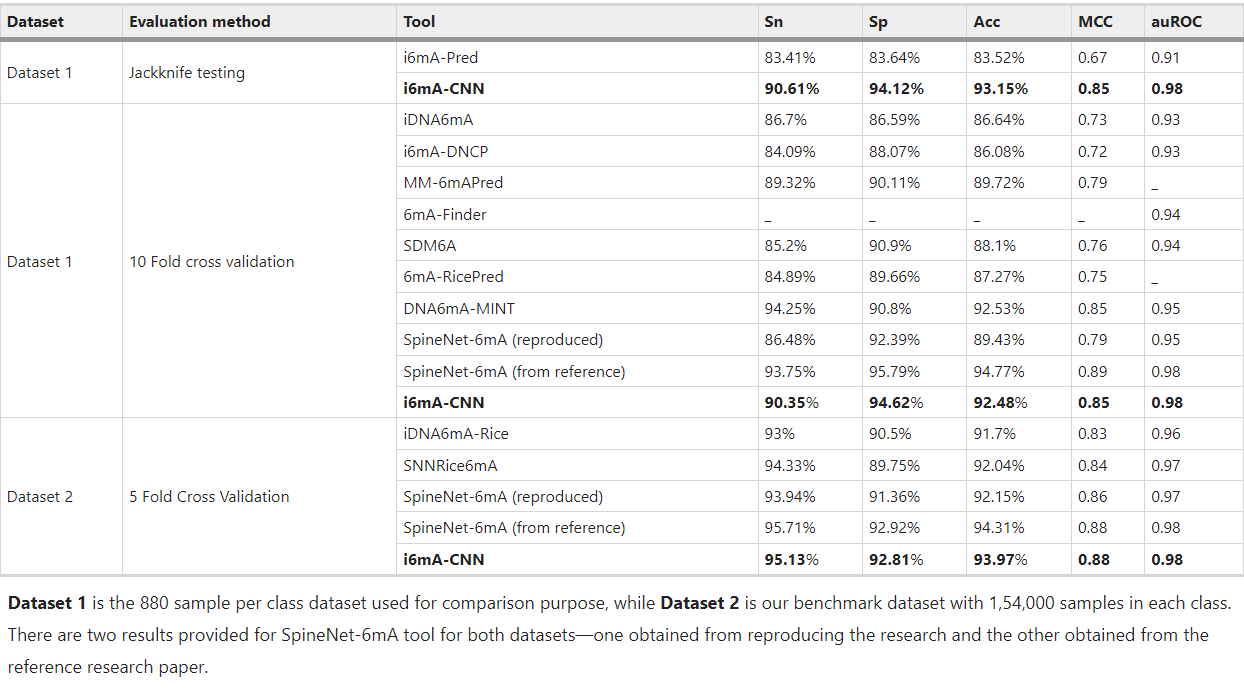 Dataset Evaluation method Tool Sn Sp Acc MCC auROC
Dataset 1 Jackknife testing i6mA-Pred 83.41% 83.64% 83.52% 0.67 0.91
i6mA-CNN 90.61% 94.12% 93.15% 0.85 0.98
Dataset 1 10 Fold cross validation iDNA6mA 86.7% 86.59% 86.64% 0.73 0.93
i6mA-DNCP 84.09% 88.07% 86.08% 0.72 0.93
MM-6mAPred 89.32% 90.11% 89.72% 0.79 _
6mA-Finder _ _ _ _ 0.94
SDM6A 85.2% 90.9% 88.1% 0.76 0.94
6mA-RicePred 84.89% 89.66% 87.27% 0.75 _
DNA6mA-MINT 94.25% 90.8% 92.53% 0.85 0.95
SpineNet-6mA (reproduced) 86.48% 92.39% 89.43% 0.79 0.95
SpineNet-6mA (from reference) 93.75% 95.79% 94.77% 0.89 0.98
i6mA-CNN 90.35% 94.62% 92.48% 0.85 0.98
Dataset 2 5 Fold Cross Validation iDNA6mA-Rice 93% 90.5% 91.7% 0.83 0.96
SNNRice6mA 94.33% 89.75% 92.04% 0.84 0.97
SpineNet-6mA (reproduced) 93.94% 91.36% 92.15% 0.86 0.97
SpineNet-6mA (from reference) 95.71% 92.92% 94.31% 0.88 0.98
i6mA-CNN 95.13% 92.81% 93.97% 0.88 0.98
Dataset 1 is the 880 sample per class dataset used for comparison purpose, while Dataset 2 is our benchmark dataset with 1,54,000 samples in each class.
There are two results provided for SpineNet-6mA tool for both datasets—one obtained from reproducing the research and the other obtained from the
reference research paper.